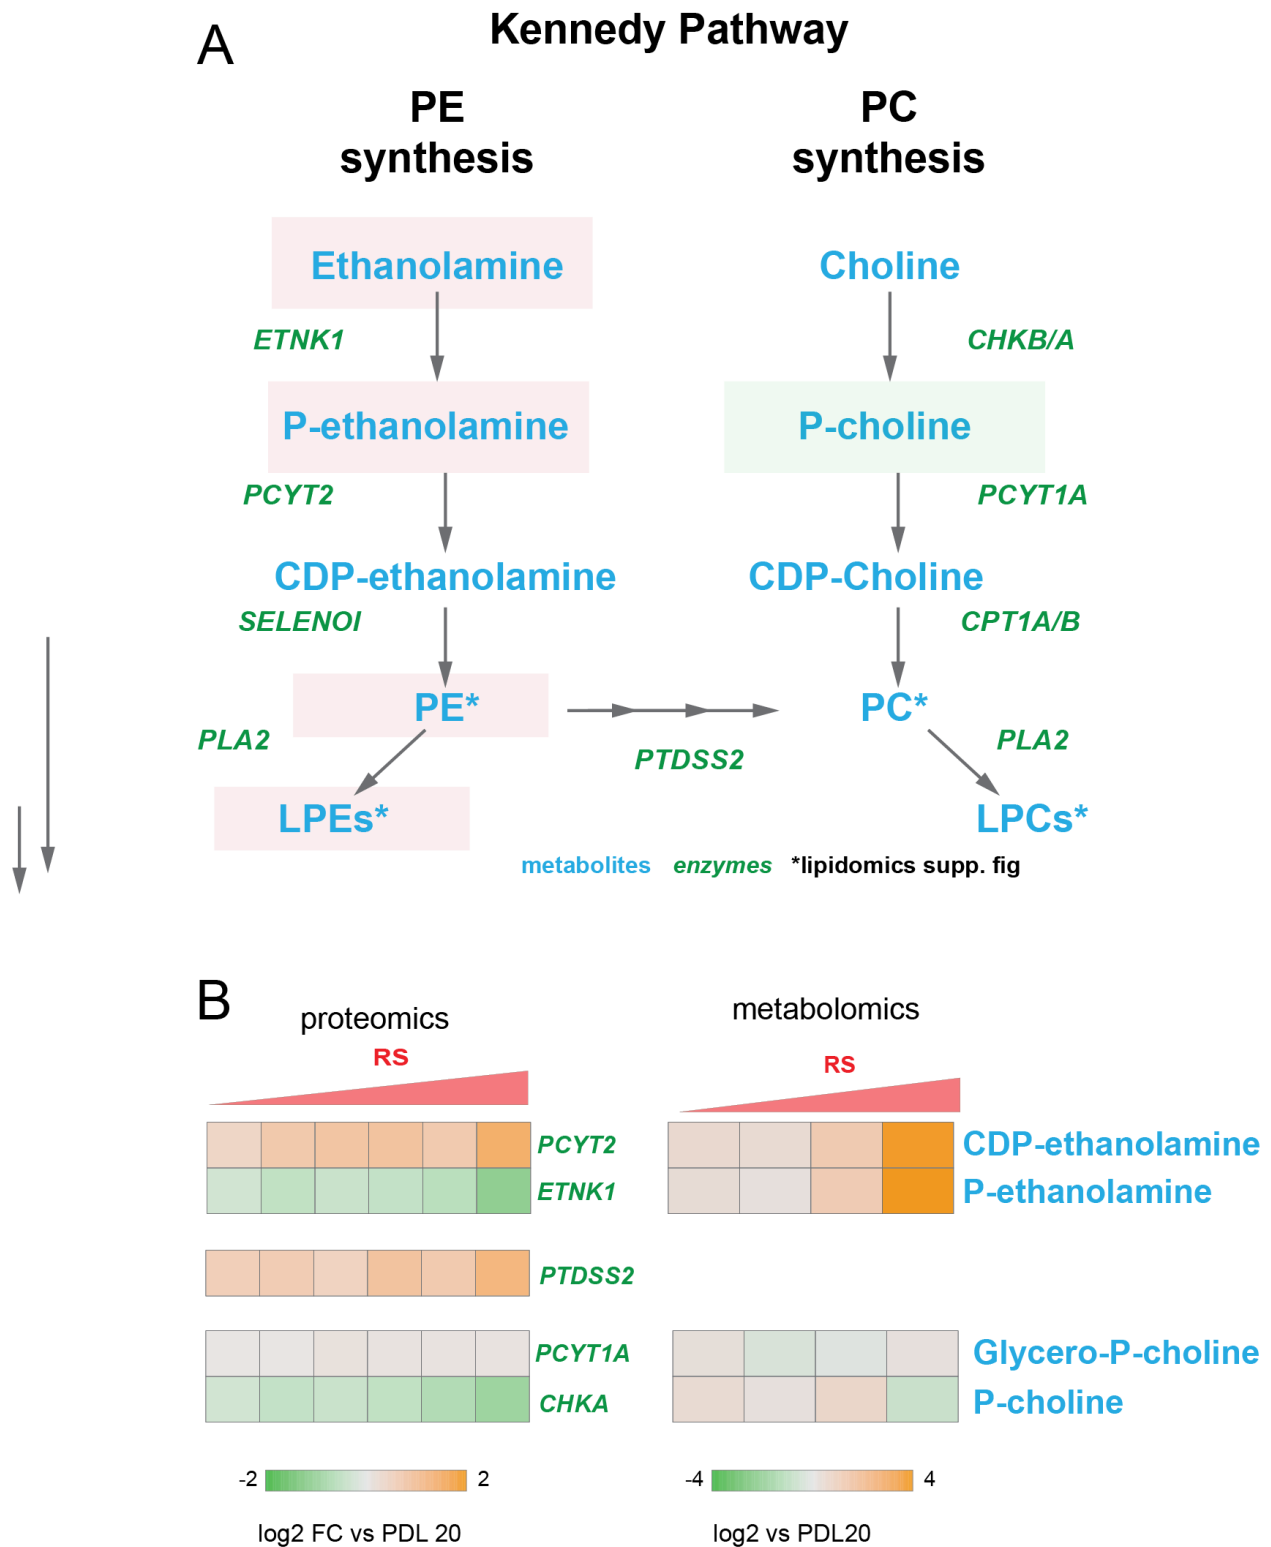 A
Kennedy Pathway
PE
synthesis
PC
synthesis
Ethanolamine
Choline
ETNK1
CHKB/A
P-ethanolamine
P-choline
PCYT2
PCYT1A
CDP-ethanolamine
CDP-Choline
SELENOI
CPT1A/B
PE*
PC*
PLA2
PTDSS2
PLA2
LPEs*
LPCs*
metabolites enzymes *lipidomics supp. fig
B
proteomics
metabolomics
RS
RS
PCYT2
CDP-ethanolamine
ETNK1
P-ethanolamine
PTDSS2
PCYT1A
Glycero-P-choline
CHKA
P-choline
-2 2
-4 4
log2 FC vs PDL 20
log2 vs PDL20